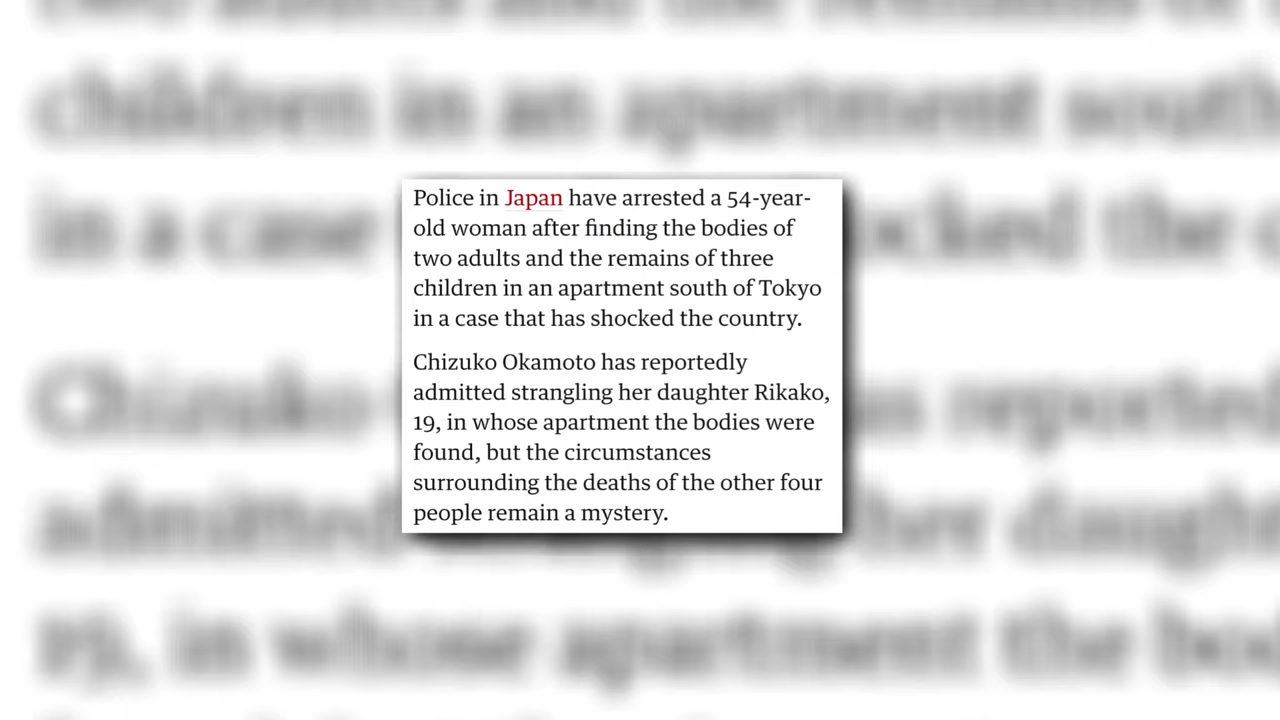 Police in Japan have arrested a 54-year-
old woman after finding the bodies of
two adults and the remains of three
children in an apartment south of Tokyo
in a case that has shocked the country.
Chizuko Okamoto has reportedly
admitted strangling her daughter Rikako,
19, in whose apartment the bodies were
found, but the circumstances
surrounding the deaths of the other four
people remain a mystery.